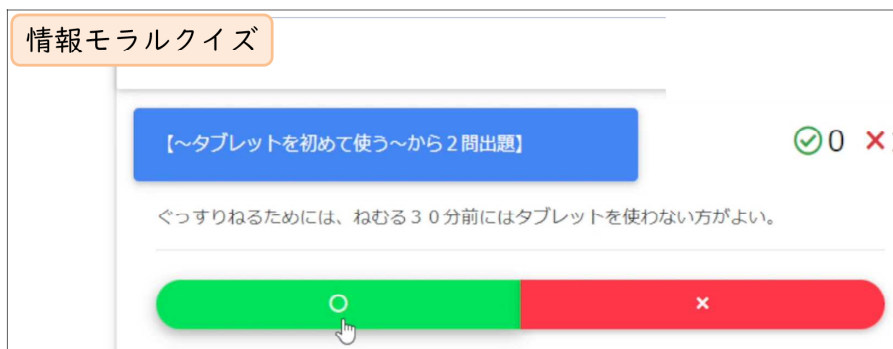 情報モラルクイズ
【～タブレットを初めて使う～から２問出題】
0 ×
ぐっすりねるためには、ねむる３０分前にはタブレットを使わない方がよい。
○ ×